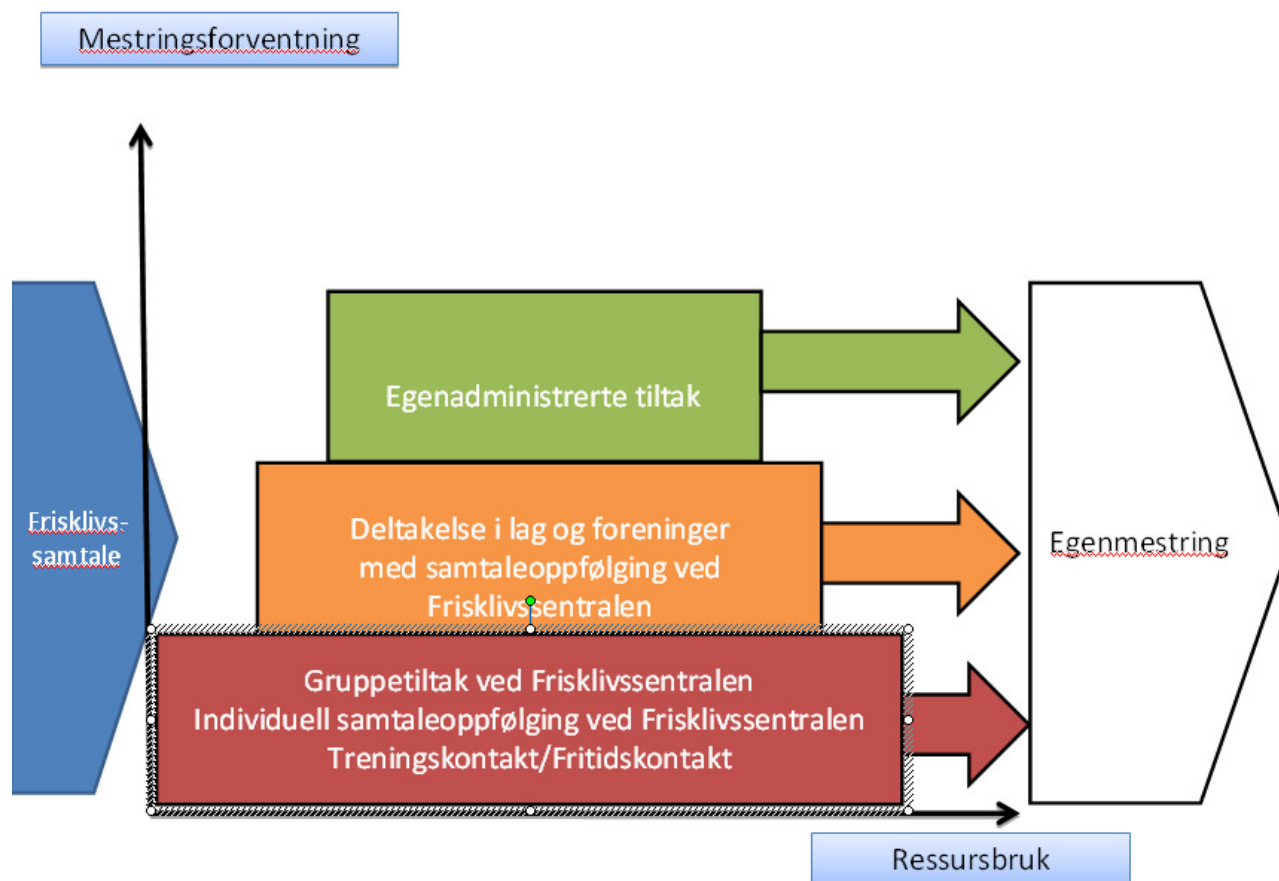 Mestringsforventning
Egenadministrerte tiltak
Frisklivs-
samtale
Deltakelse i lag og foreninger
med samtaleoppfølging ved
Frisklivssentralen
Egenmestring
Gruppetiltak ved Frisklivssentralen
Individuell samtaleoppfølging ved Frisklivssentralen
Treningskontakt/Fritidskontakt
Ressursbruk